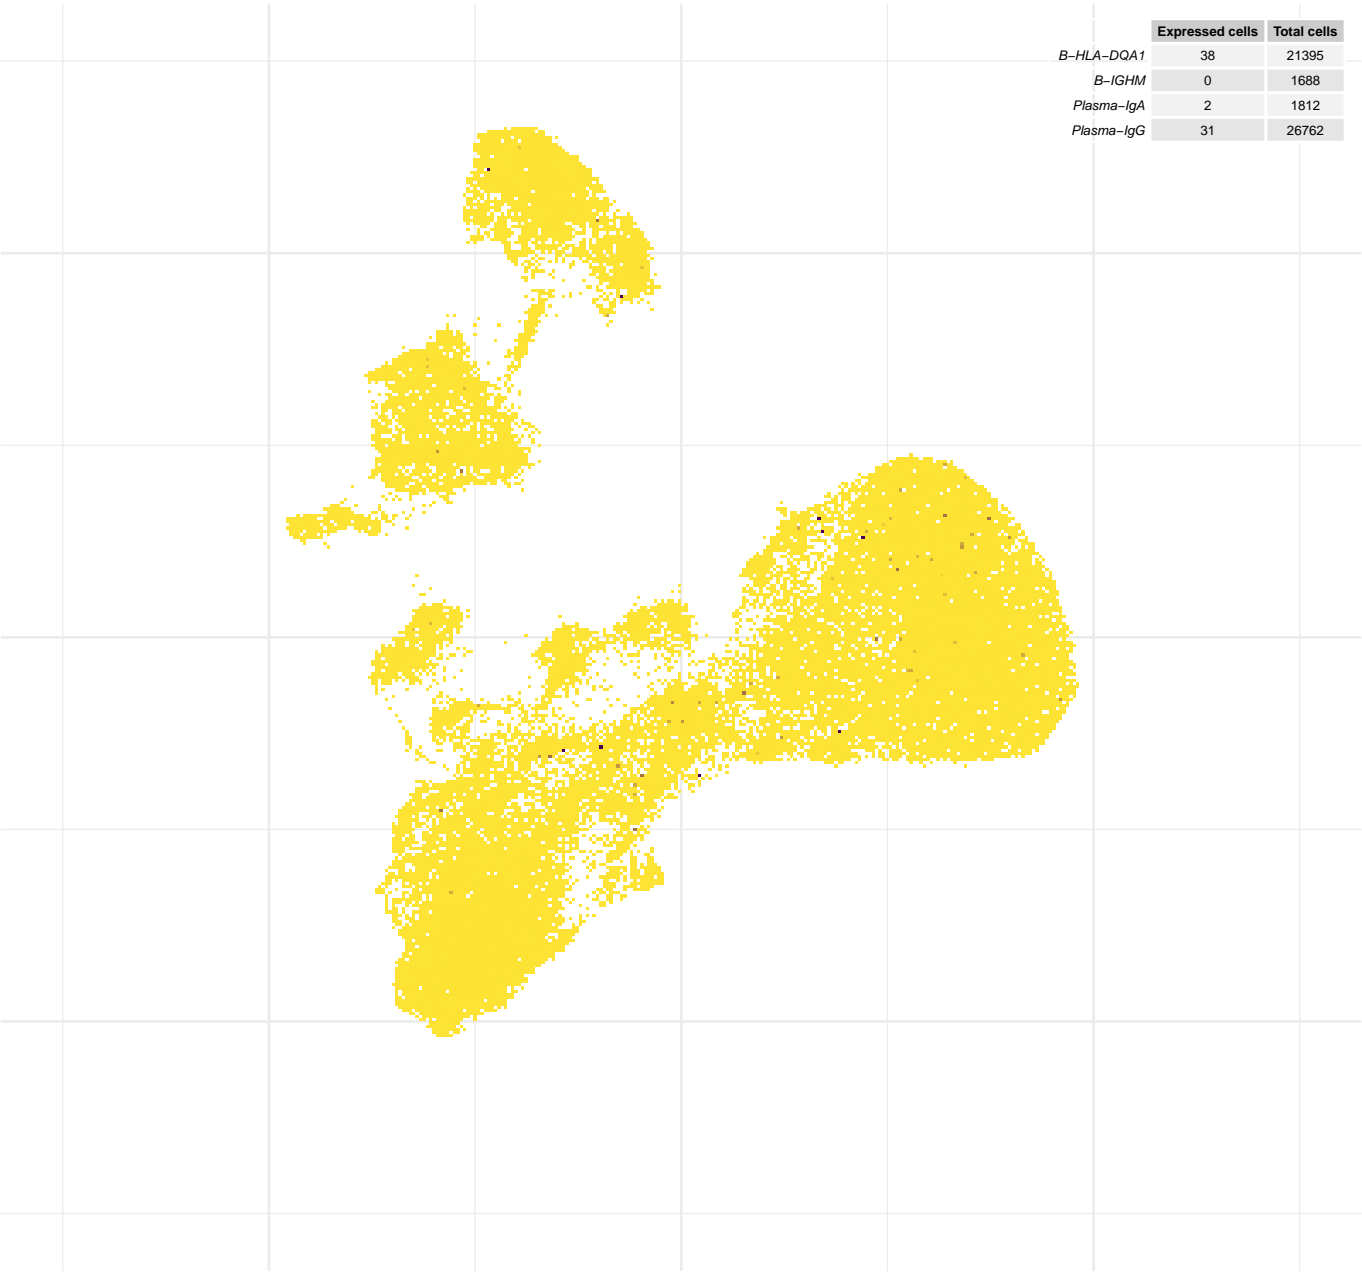 Expressed cells Total cells
B−HLA−DQA1 38 21395
B−IGHM 0 1688
Plasma−IgA 2 1812
Plasma−IgG 31 26762